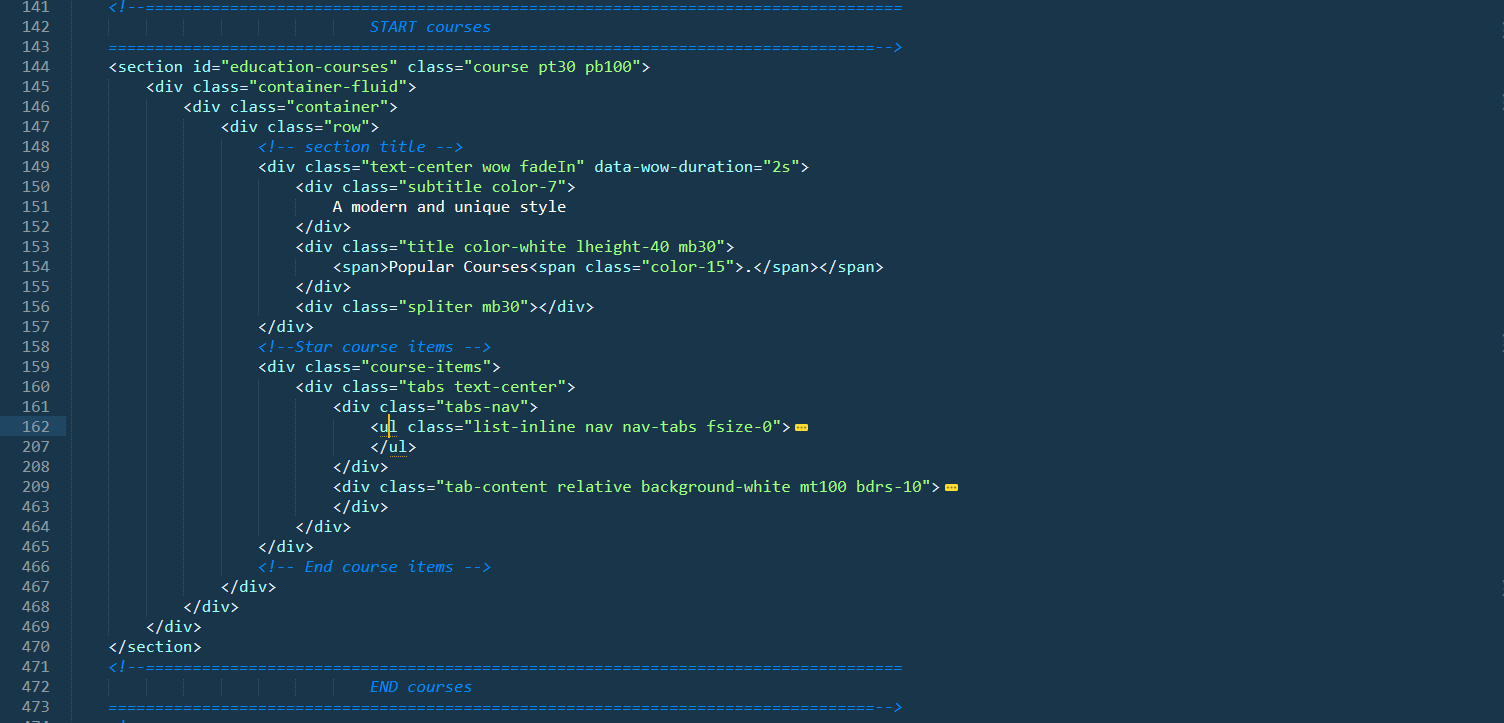 141 <!--=================================================================================
142 START courses
143 ==================================================================================-->
144 <section id="education-courses" class="course pt30 pb100">
145 <div class="container-fluid">
146 <div class="container">
147 <div class="row">
148 <!-- section title -->
149 <div class="text-center wow fadeIn" data-wow-duration="2s">
150 <div class="subtitle color-7">
151 A modern and unique style
152 </div>
153 <div class="title color-white lheight-40 mb30">
154 <span>Popular Courses<span class="color-15">.</span></span>
155 </div>
156 <div class="spliter mb30"></div>
157 </div>
158 <!--Star course items -->
159 <div class="course-items">
160 <div class="tabs text-center">
161 <div class="tabs-nav">
162 <ul class="list-inline nav nav-tabs fsize-0">
207 </ul>
208 </div>
209 <div class="tab-content relative background-white mt100 bdrs-10">
463 </div>
464 </div>
465 </div>
466 <!-- End course items -->
467 </div>
468 </div>
469 </div>
470 </section>
471 <!--=================================================================================
472 END courses
473 ==================================================================================-->